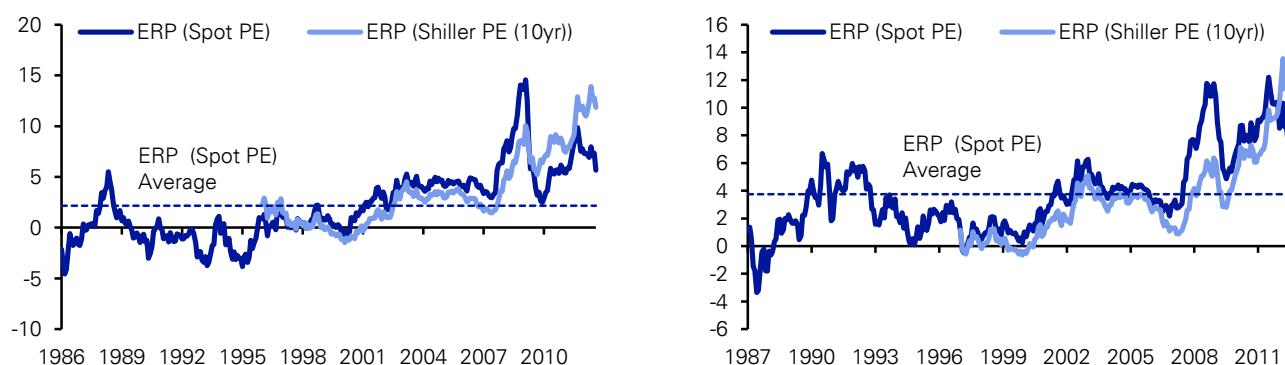 ERP (Spot PE)
ERP (Shiller PE (10yr))
20
15
10
5
0
-5
-10
ERP (Spot PE)
Average
1986 1989 1992 1995 1998 2001 2004 2007 2010
ERP (Spot PE)
ERP (Shiller PE (10yr))
16
14
12
10
8
6
4
2
0
-2
-4
-6
ERP (Spot PE)
Average
1987 1990 1993 1996 1999 2002 2005 2008 2011